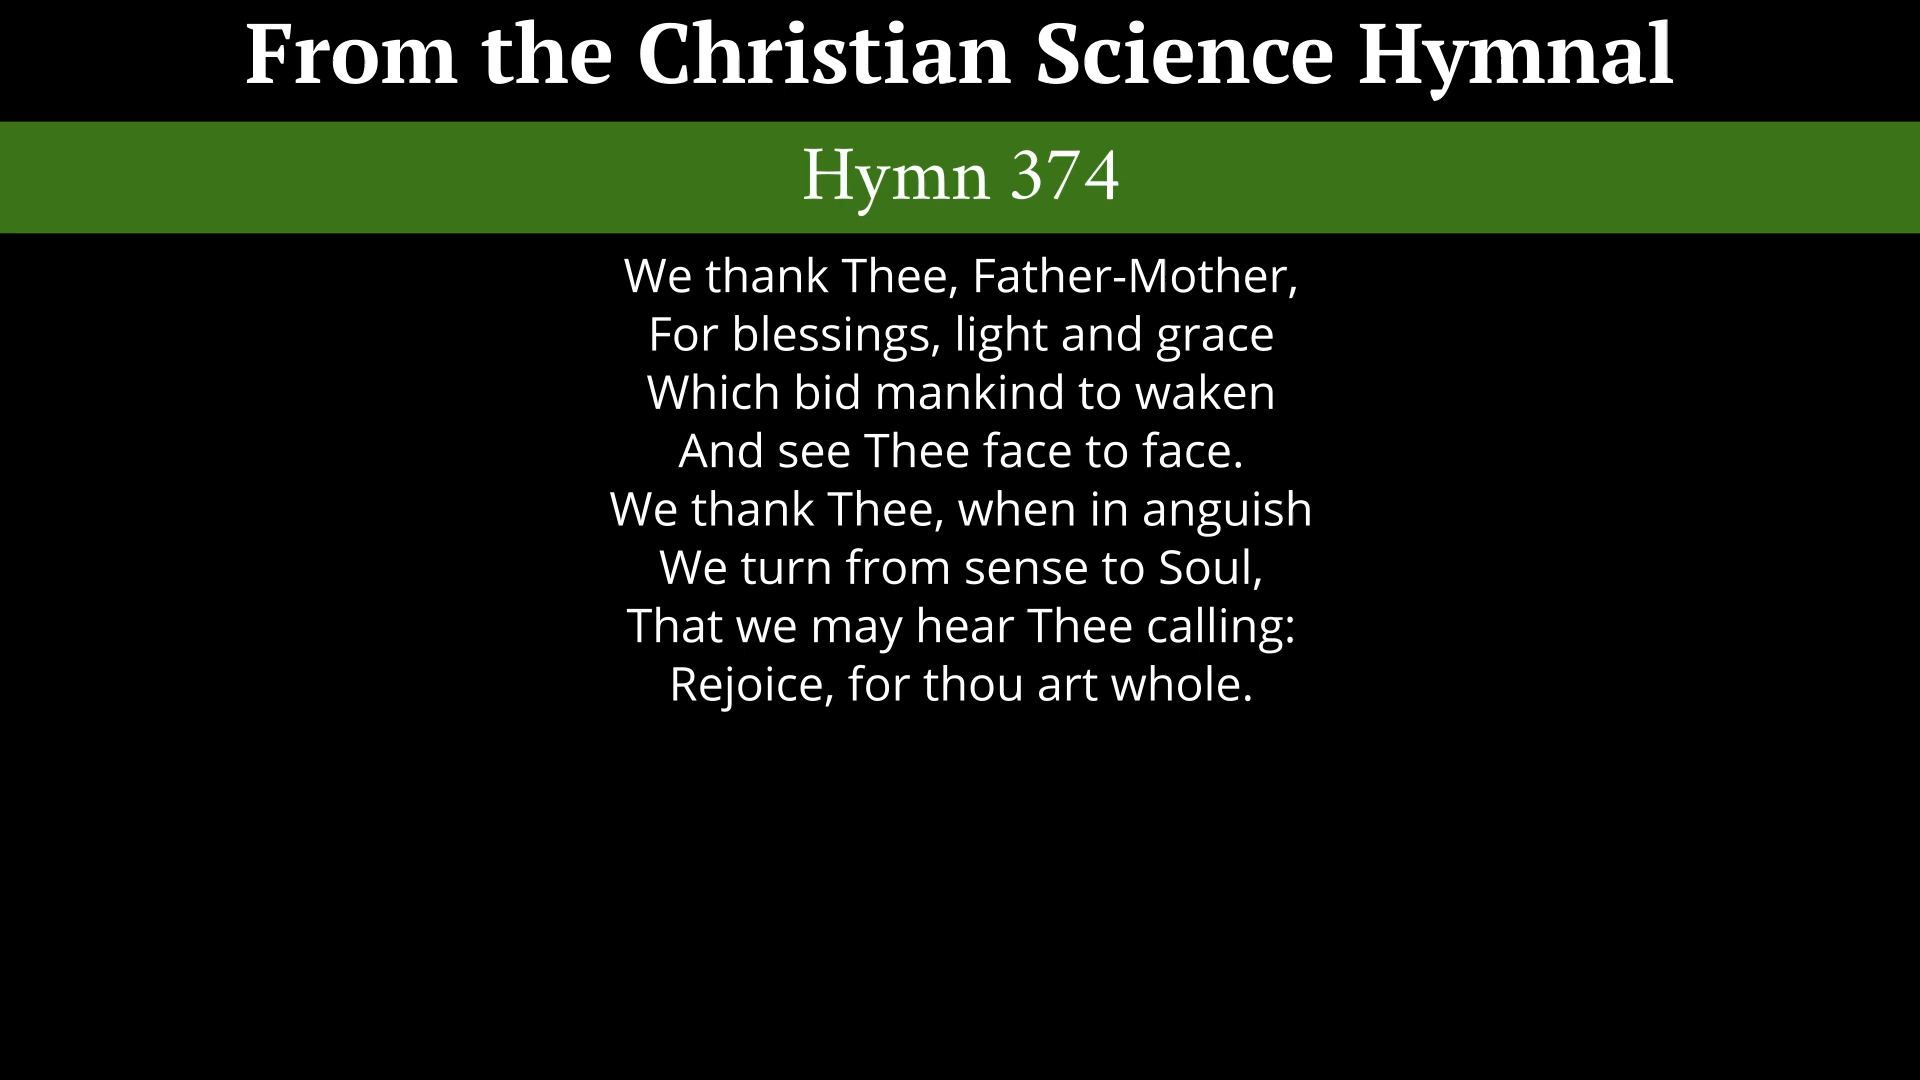 From the Christian Science Hymnal
Hymn 374
We thank Thee, Father-Mother,
For blessings, light and grace
Which bid mankind to waken
And see Thee face to face.
We thank Thee, when in anguish
We turn from sense to Soul,
That we may hear Thee calling:
Rejoice, for thou art whole.